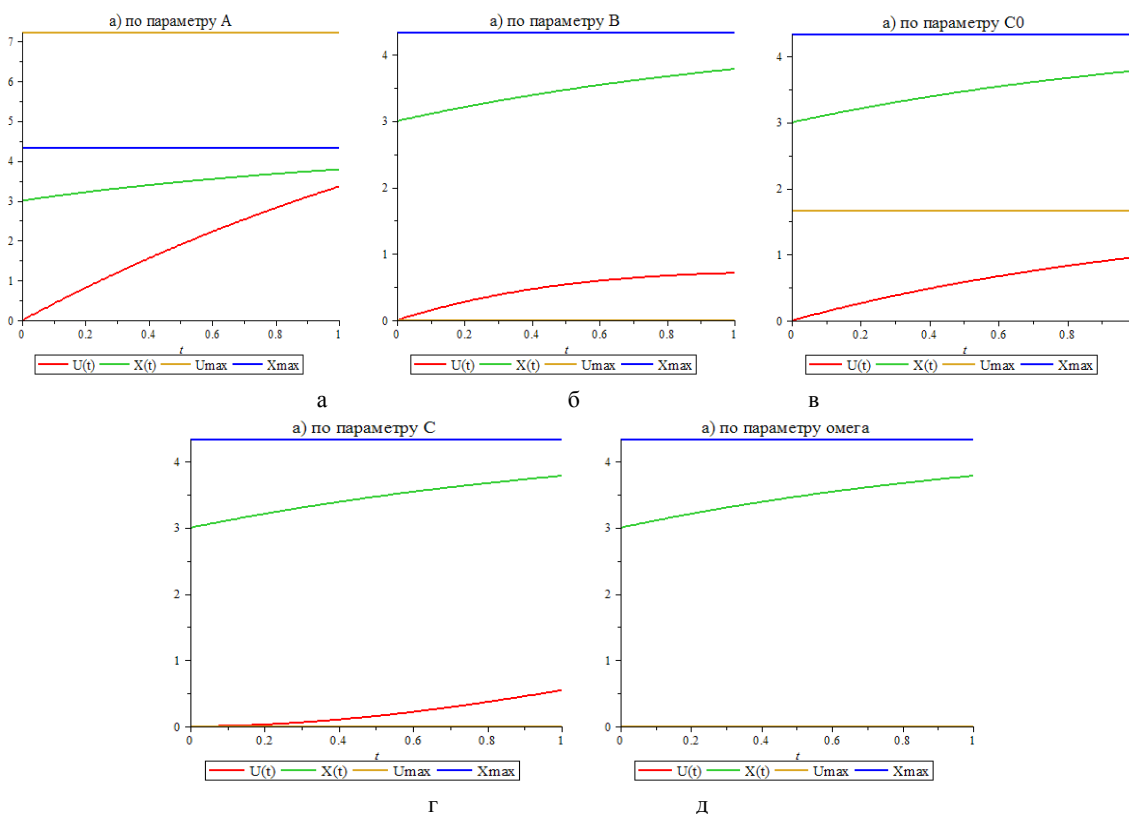 а) по параметру А
7
6
5
4
3
2
1
0
0 0.2 0.4 0.6 0.8 1
t
U(t) X(t) Umax Xmax
а) по параметру В
4
3
2
1
0
0 0.2 0.4 0.6 0.8 1
t
U(t) X(t) Umax Xmax
а) по параметру С0
4
3
2
1
0
0 0.2 0.4 0.6 0.8
t
U(t) X(t) Umax Xmax
а б в
а) по параметру С
4
3
2
1
0
0 0.2 0.4 0.6 0.8 1
t
U(t) X(t) Umax Xmax
а) по параметру омега
4
3
2
1
0
0 0.2 0.4 0.6 0.8 1
t
U(t) X(t) Umax Xmax
г д